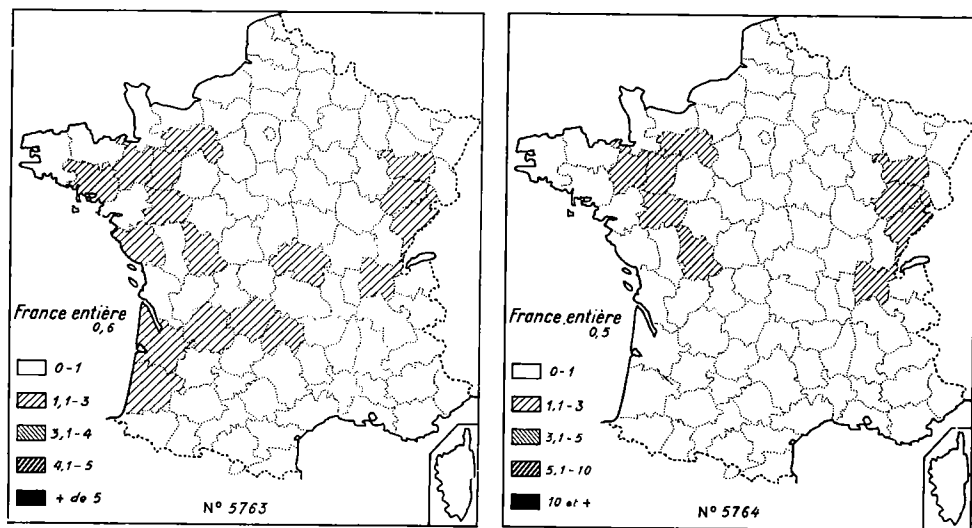 France entière
0,6
0-1
1,1-3
3,1-4
4,1-5
+ de 5
N° 5763
France entière
0,5
0-1
1,1-3
3,1-5
5,1-10
10 et +
N° 5764